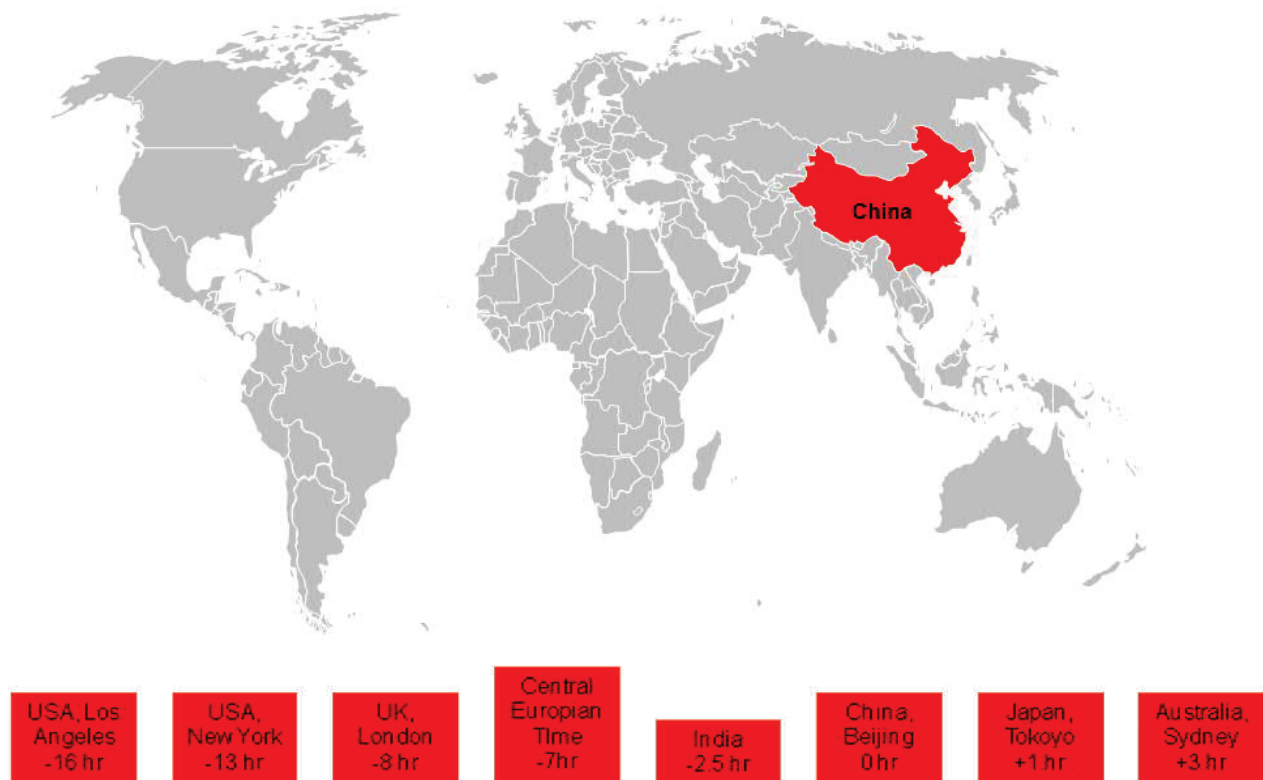 China
USA, Los
Angeles
-16 hr
USA,
New York
-13 hr
UK,
London
-8 hr
Central
Europian
TIme
-7hr
India
-2.5 hr
China,
Beijing
0 hr
Japan,
Tokoyo
+1 hr
Australia,
Sydney
+3 hr